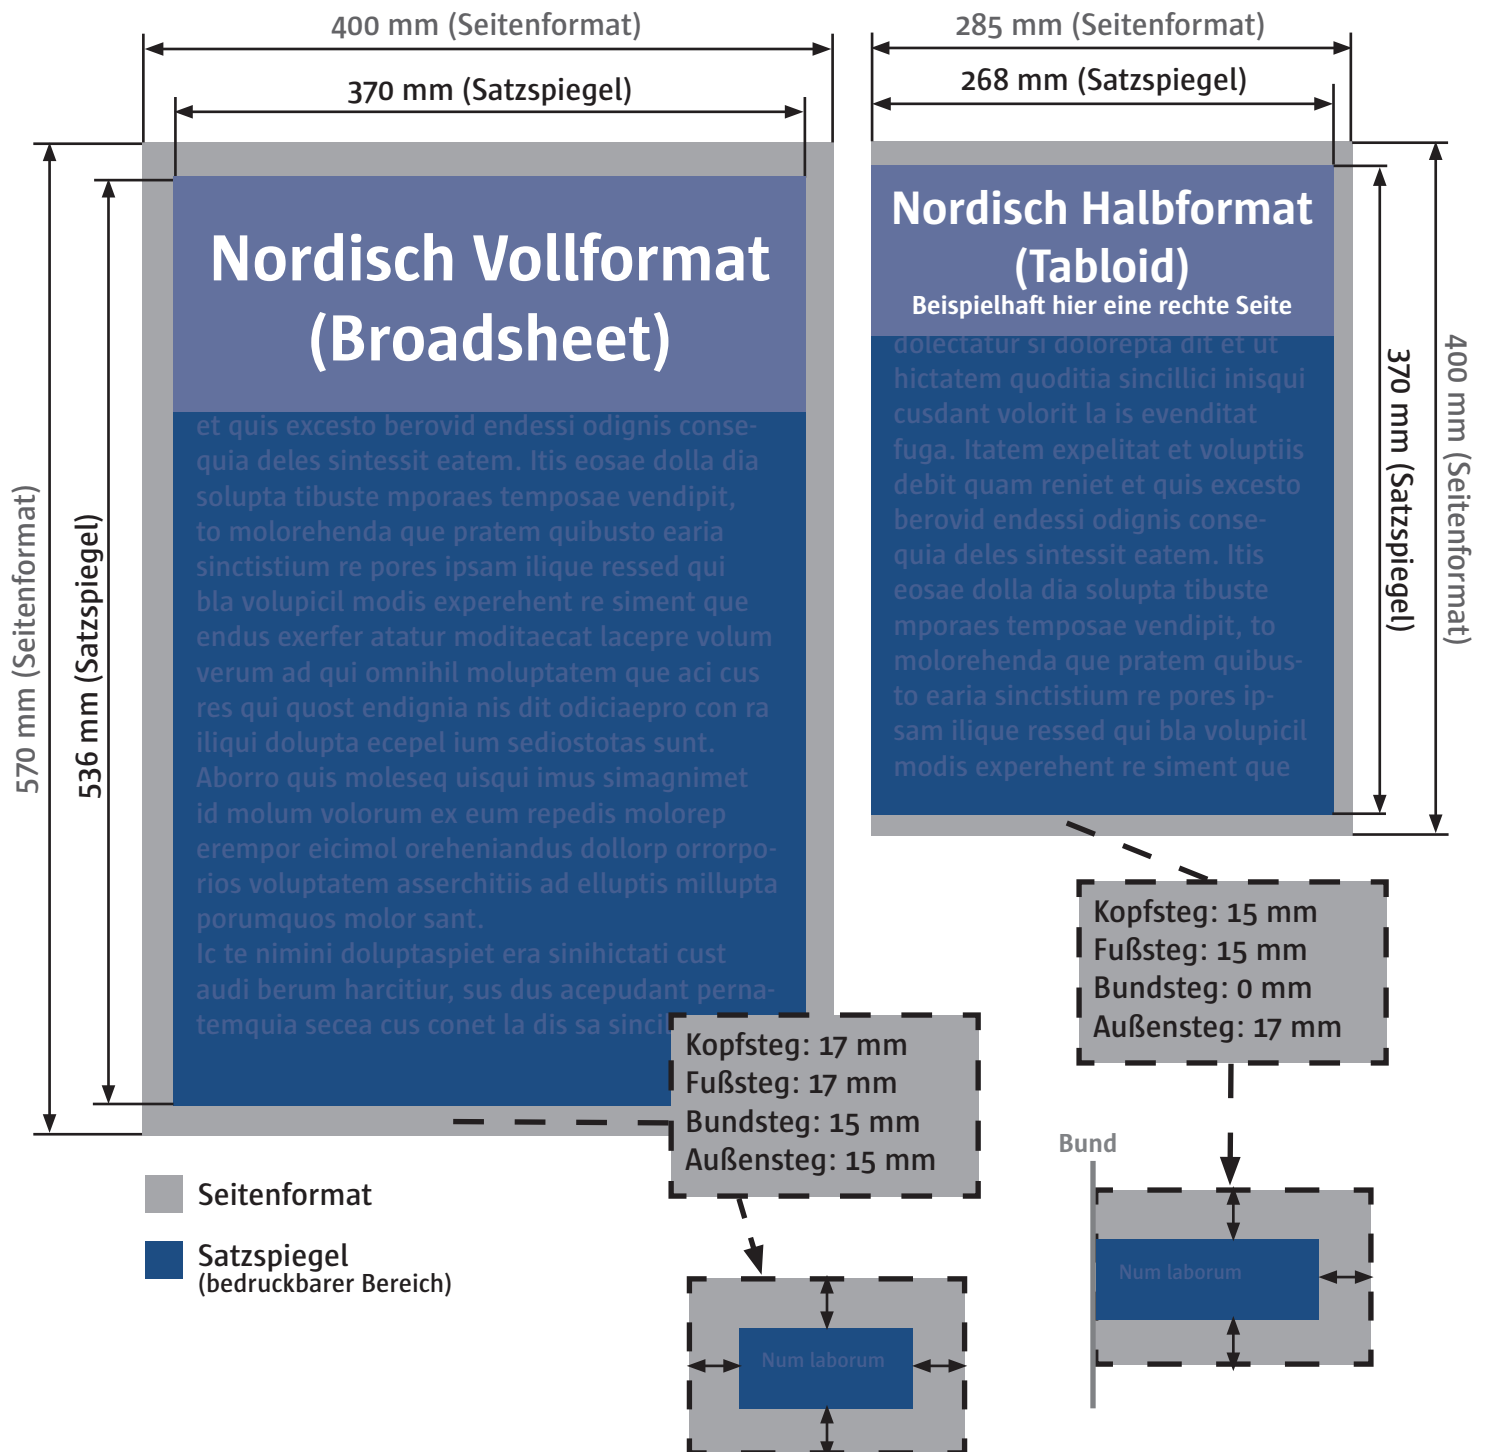 400 mm (Seitenformat)
370 mm (Satzspiegel)
570 mm (Seitenformat)
536 mm (Satzspiegel)
Nordisch Vollformat
(Broadsheet)
et quis excesto berovid endessi odignis conse-
quia deles sintessit eatem. Itis eosae dolla dia
solupta tibuste mporaes temposae vendipit,
to molorehenda que pratem quibusto earia
sinctistium re pores ipsam ilique ressed qui
bla volupicil modis experehent re siment que
endus exerfer atatur moditaecat lacepre volum
verum ad qui omnihil moluptatem que aci cus
res qui quost endignia nis dit odiciaepro con ra
iliqui dolupta ecepel ium sediostotas sunt.
Aborro quis moleseq uisqui imus simagnimet
id molum volorum ex eum repedis molorep
erempor eicimol oreheniandus dollorp orrorpo-
rios voluptatem asserchitiis ad elluptis millupta
porumquos molor sant.
Ic te nimini doluptaspiet era sinihictati cust
audi berum harcitiur, sus dus acepudant perna-
temquia secea cus conet la dis sa sinci
Kopfsteg: 17 mm
Fußsteg: 17 mm
Bundsteg: 15 mm
Außensteg: 15 mm
Num laborum
Seitenformat
Satzspiegel
(bedruckbarer Bereich)
285 mm (Seitenformat)
268 mm (Satzspiegel)
Nordisch Halbformat
(Tabloid)
Beispielhaft hier eine rechte Seite
dolectatur si dolorepta dit et ut
hictatem quoditia sincillici inisqui
cusdant volorit la is evenditat
fuga. Itatem expelitat et voluptiis
debit quam reniet et quis excesto
berovid endessi odignis conse-
quia deles sintessit eatem. Itis
eosae dolla dia solupta tibuste
mporaes temposae vendipit, to
molorehenda que pratem quibus-
to earia sinctistium re pores ip-
sam ilique ressed qui bla volupicil
modis experehent re siment que
370 mm (Satzspiegel)
400 mm (Seitenformat)
Kopfsteg: 15 mm
Fußsteg: 15 mm
Bundsteg: 0 mm
Außensteg: 17 mm
Bund
Num laborum